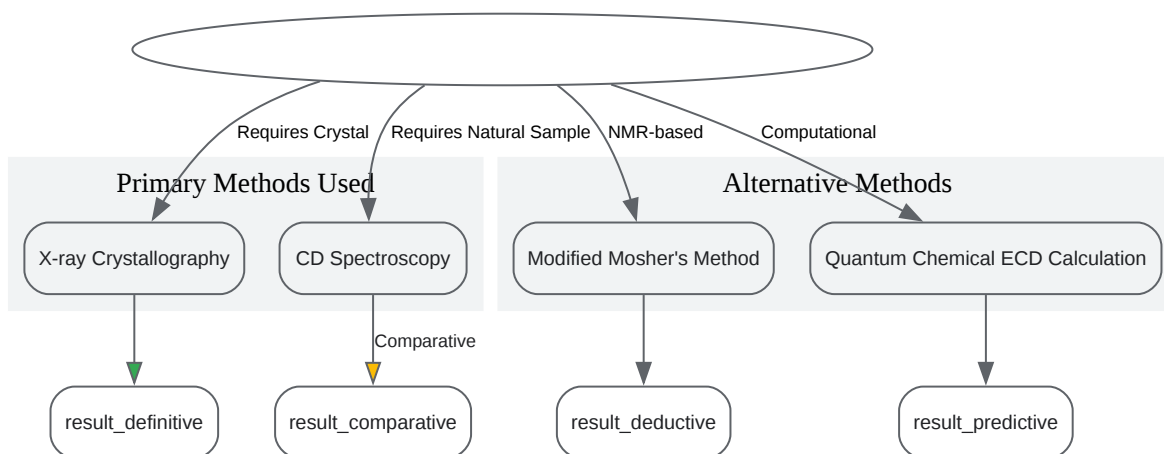 Requires Crystal
Requires Natural Sample
NMR-based
Computational
Primary Methods Used
Alternative Methods
X-ray Crystallography
CD Spectroscopy
Modified Mosher's Method
Quantum Chemical ECD Calculation
Comparative
result_definitive
result_comparative
result_deductive
result_predictive